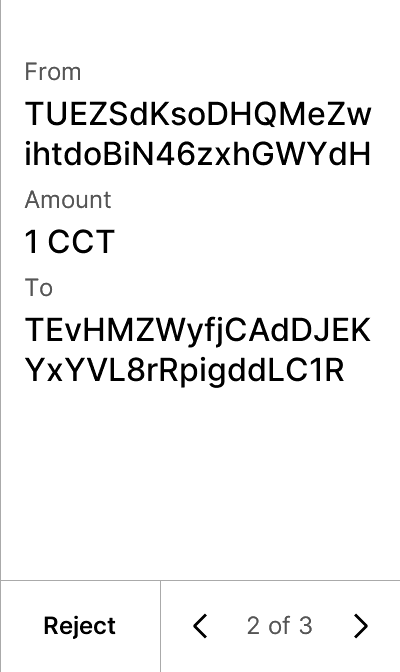 From
TUEZSdKsoDHQMeZw
ihtdoBiN46zxhGWYdH
Amount
1 CCT
To
TEvHMZWyfjCAdDJEK
YxYVL8rRpigddLC1R
Reject
2 of 3